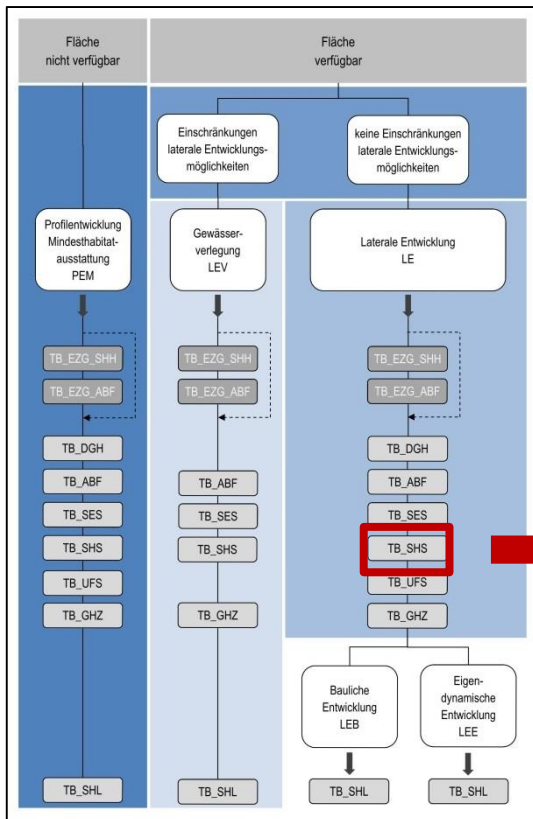 Fläche
nicht verfügbar
Fläche
verfügbar
Einschränkungen
laterale Entwicklungs-
möglichkeiten
keine Einschränkungen
laterale Entwicklungs-
möglichkeiten
Profilentwicklung
Mindesthabitat-
ausstattung
PEM
Gewässer-
verlegung
LEV
Laterale Entwicklung
LE
TB_EZG_SHH
TB_EZG_ABF
TB_DGH
TB_ABF
TB_SES
TB_SHS
TB_UFS
TB_GHZ
TB_SHL
TB_EZG_SHH
TB_EZG_ABF
TB_ABF
TB_SES
TB_SHS
TB_GHZ
TB_SHL
TB_EZG_SHH
TB_EZG_ABF
TB_DGH
TB_ABF
TB_SES
TB_SHS
TB_UFS
TB_GHZ
Bauliche
Entwicklung
LEB
Eigen-
dynamische
Entwicklung
LEE
TB_SHL
TB_SHL